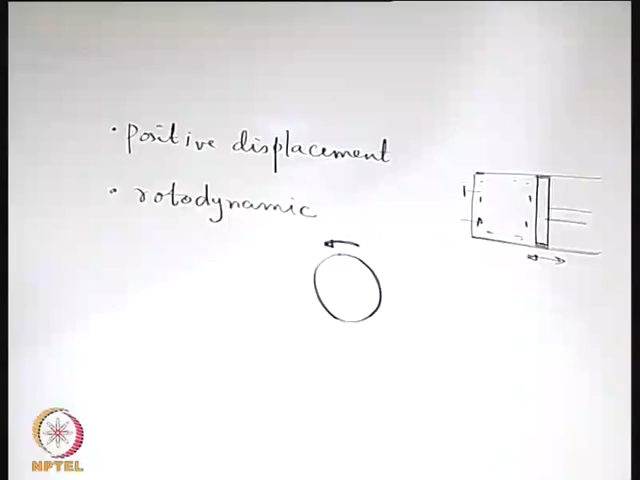 • positive displacement
• rotodynamic
NPTEL